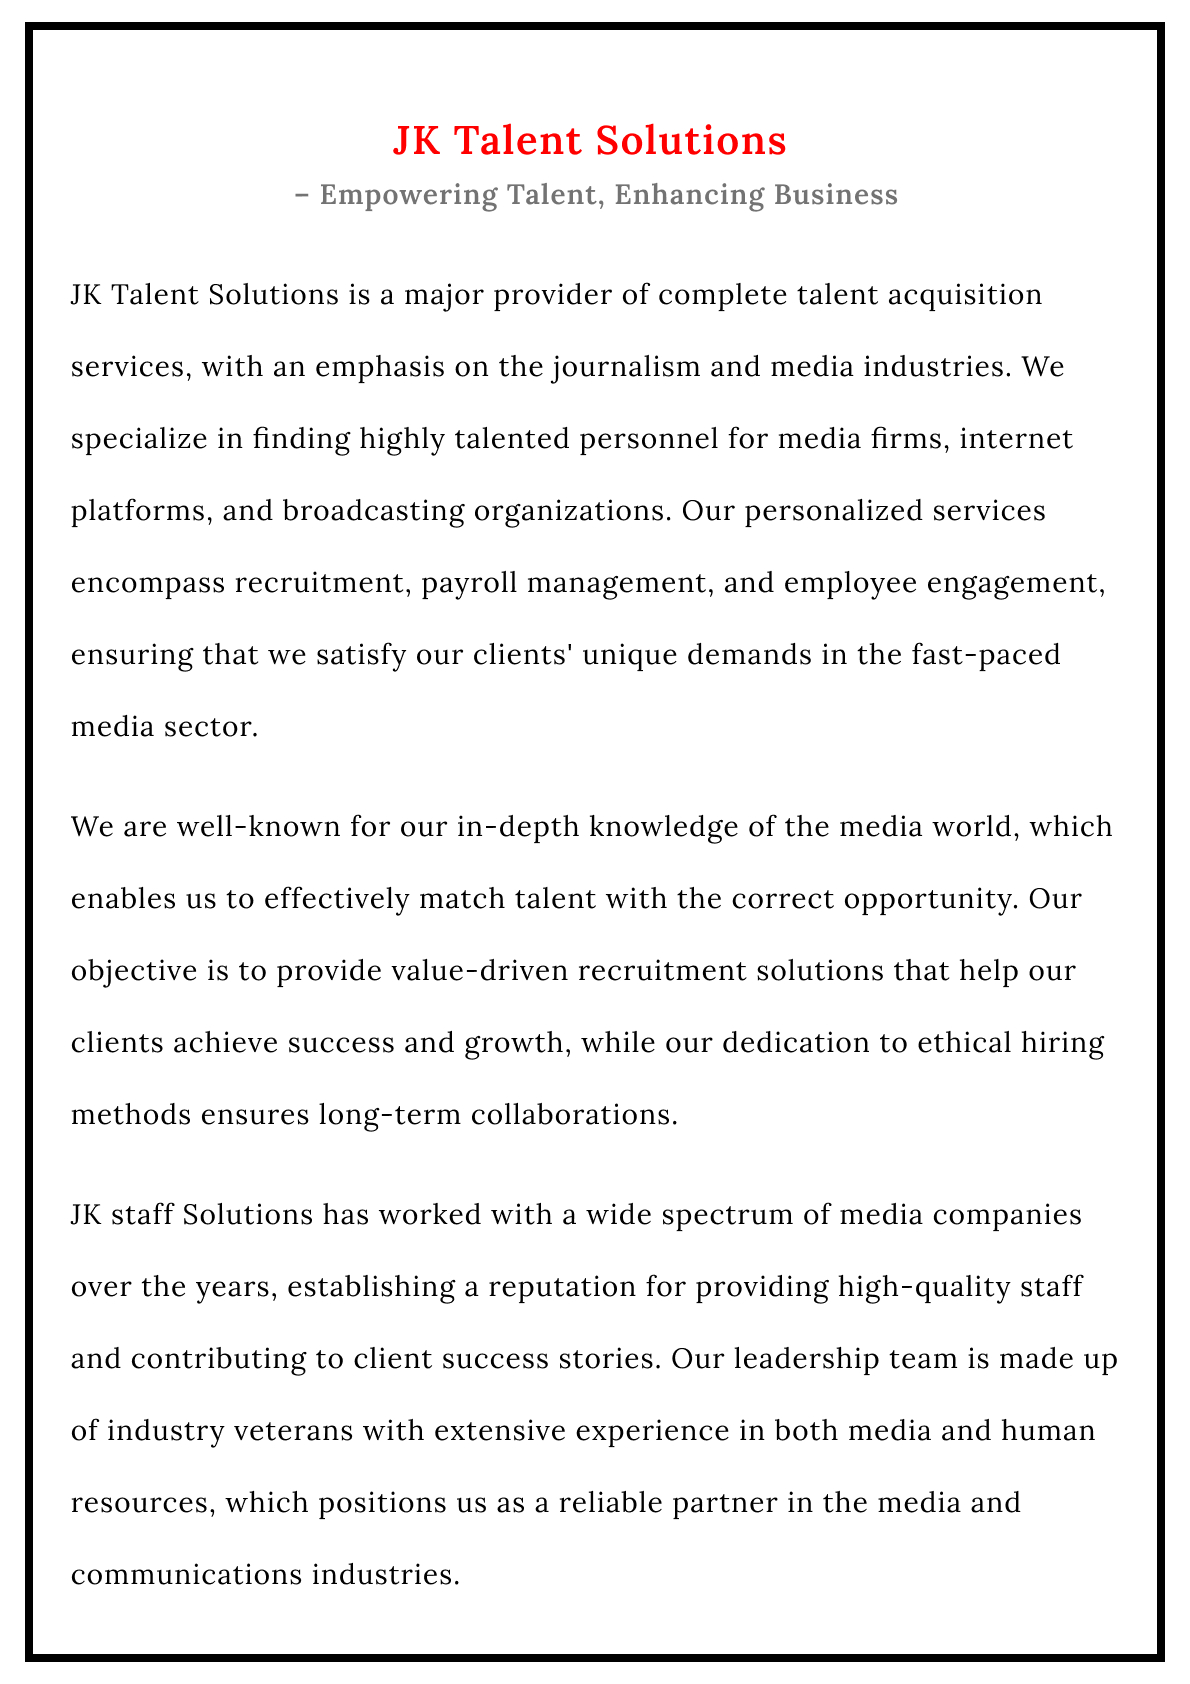 JK Talent Solutions
– Empowering Talent, Enhancing Business
JK Talent Solutions is a major provider of complete talent acquisition
services, with an emphasis on the journalism and media industries. We
specialize in finding highly talented personnel for media firms, internet
platforms, and broadcasting organizations. Our personalized services
encompass recruitment, payroll management, and employee engagement,
ensuring that we satisfy our clients' unique demands in the fast-paced
media sector.
We are well-known for our in-depth knowledge of the media world, which
enables us to effectively match talent with the correct opportunity. Our
objective is to provide value-driven recruitment solutions that help our
clients achieve success and growth, while our dedication to ethical hiring
methods ensures long-term collaborations.
JK staff Solutions has worked with a wide spectrum of media companies
over the years, establishing a reputation for providing high-quality staff
and contributing to client success stories. Our leadership team is made up
of industry veterans with extensive experience in both media and human
resources, which positions us as a reliable partner in the media and
communications industries.